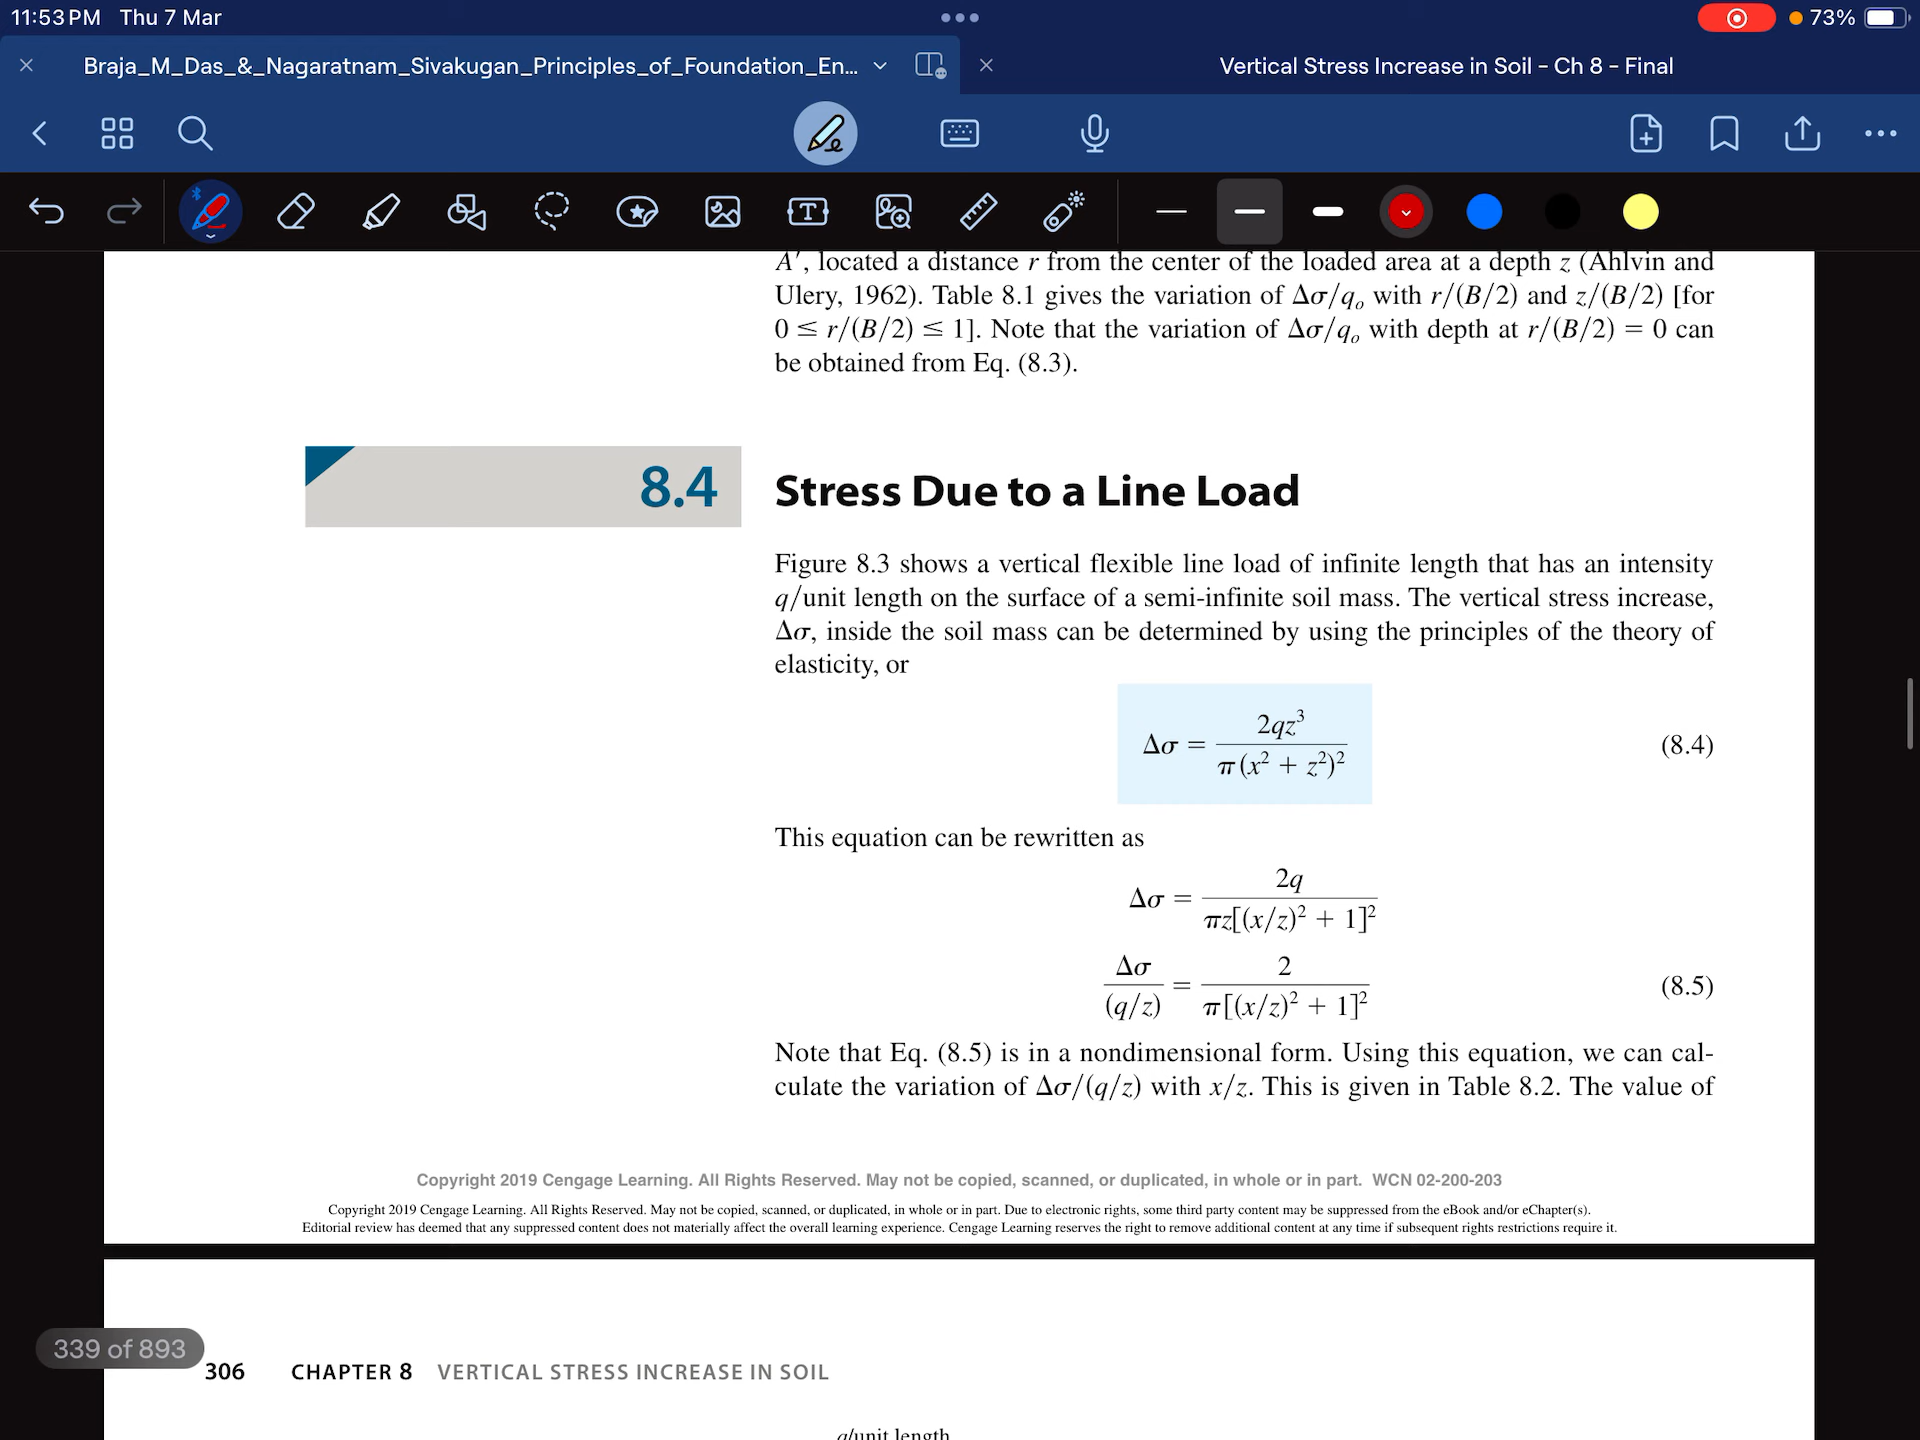 11:53 PM Thu 7 Mar
73%
Braja_M_Das_&_Nagaratnam_Sivakugan_Principles_of_Foundation_En...
Vertical Stress Increase in Soil - Ch 8 - Final
A′, located a distance r from the center of the loaded area at a depth z (Ahlvin and
Ulery, 1962). Table 8.1 gives the variation of Δσ/qₒ with r/(B/2) and z/(B/2) [for
0 ≤ r/(B/2) ≤ 1]. Note that the variation of Δσ/qₒ with depth at r/(B/2) = 0 can
be obtained from Eq. (8.3).
8.4 Stress Due to a Line Load
Figure 8.3 shows a vertical flexible line load of infinite length that has an intensity
q/unit length on the surface of a semi-infinite soil mass. The vertical stress increase,
Δσ, inside the soil mass can be determined by using the principles of the theory of
elasticity, or
Δσ = 2qz³ / π(x² + z²)² (8.4)
This equation can be rewritten as
Δσ = 2q / πz[(x/z)² + 1]²
Δσ / (q/z) = 2 / π[(x/z)² + 1]² (8.5)
Note that Eq. (8.5) is in a nondimensional form. Using this equation, we can cal-
culate the variation of Δσ/(q/z) with x/z. This is given in Table 8.2. The value of
Copyright 2019 Cengage Learning. All Rights Reserved. May not be copied, scanned, or duplicated, in whole or in part. WCN 02-200-203
Copyright 2019 Cengage Learning. All Rights Reserved. May not be copied, scanned, or duplicated, in whole or in part. Due to electronic rights, some third party content may be suppressed from the eBook and/or eChapter(s).
Editorial review has deemed that any suppressed content does not materially affect the overall learning experience. Cengage Learning reserves the right to remove additional content at any time if subsequent rights restrictions require it.
339 of 893
306 CHAPTER 8 VERTICAL STRESS INCREASE IN SOIL
q/unit length